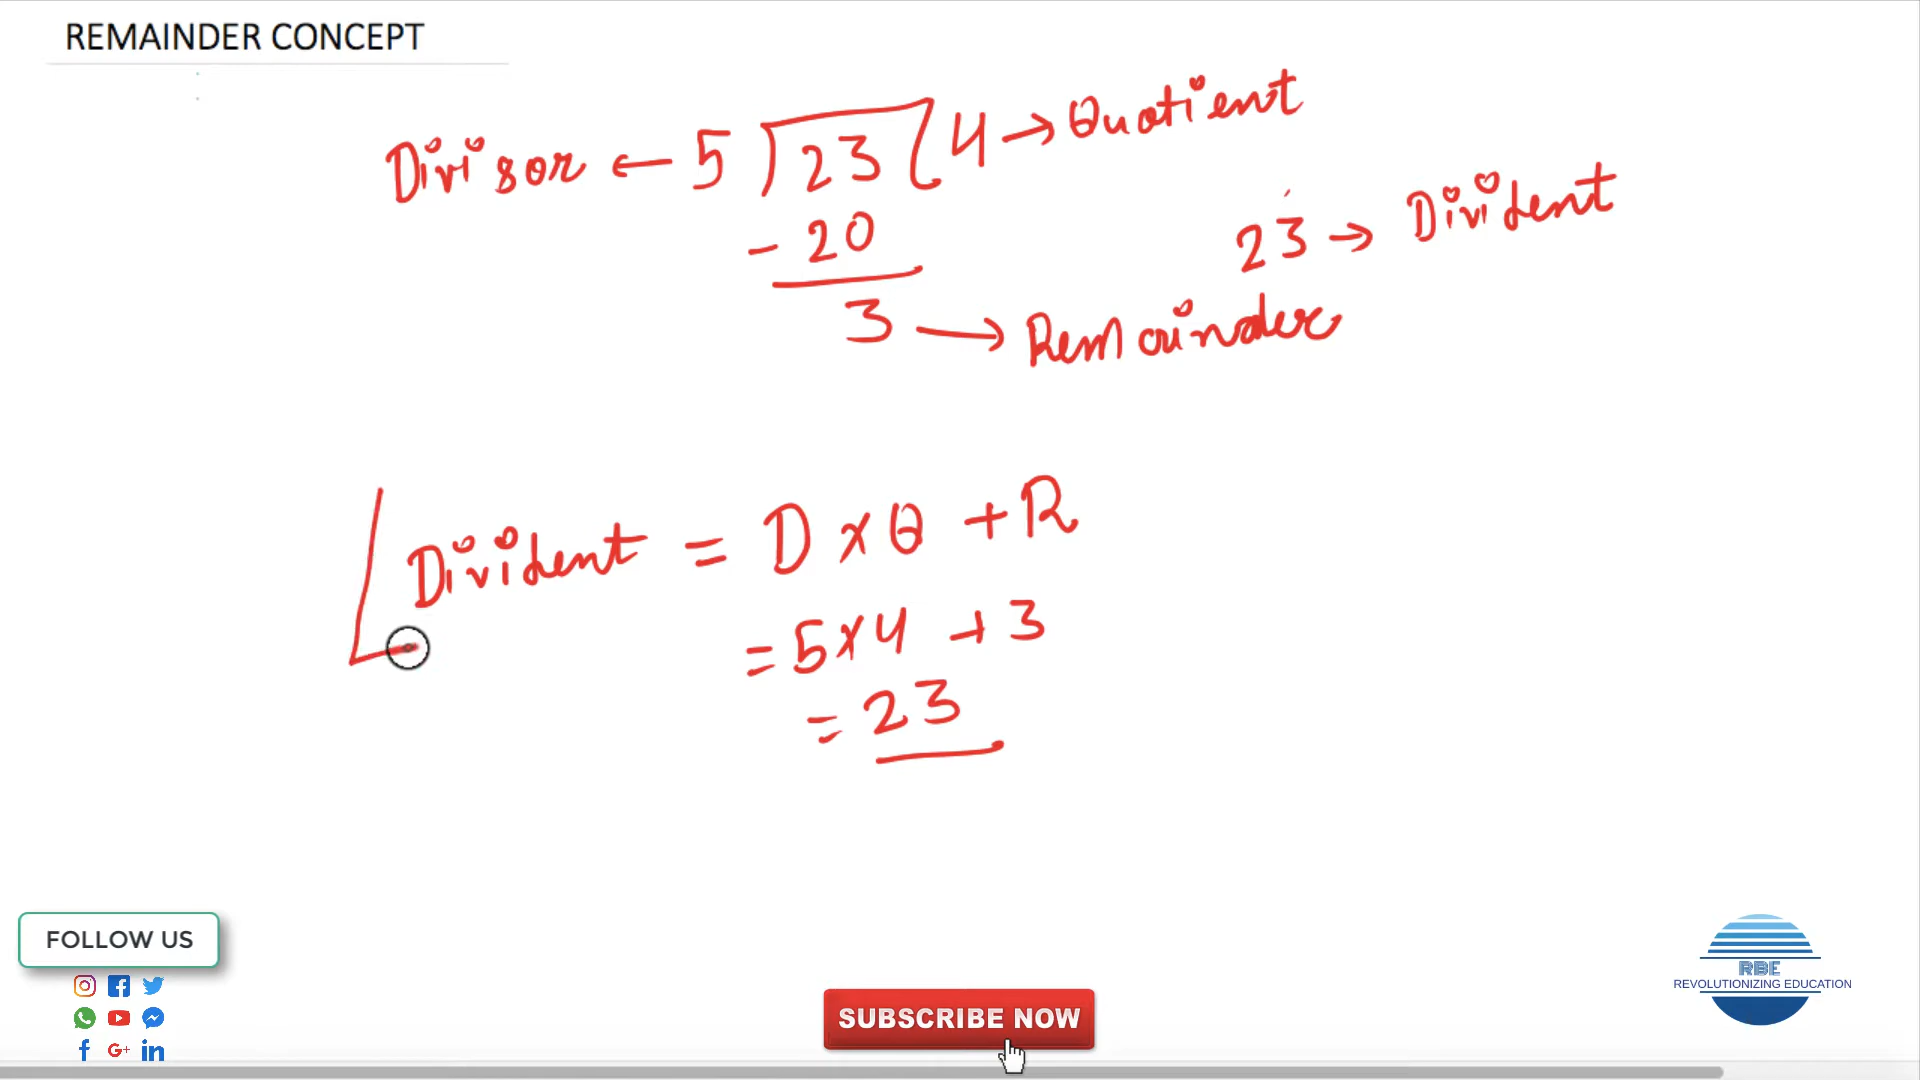 REMAINDER CONCEPT
Divisor ← 5 ) 23 ( 4 → Quotient
- 20
23 → Divident
3 → Remainder
Divident = D × Q + R
= 5 × 4 + 3
= 23
FOLLOW US
SUBSCRIBE NOW
RBE
REVOLUTIONIZING EDUCATION